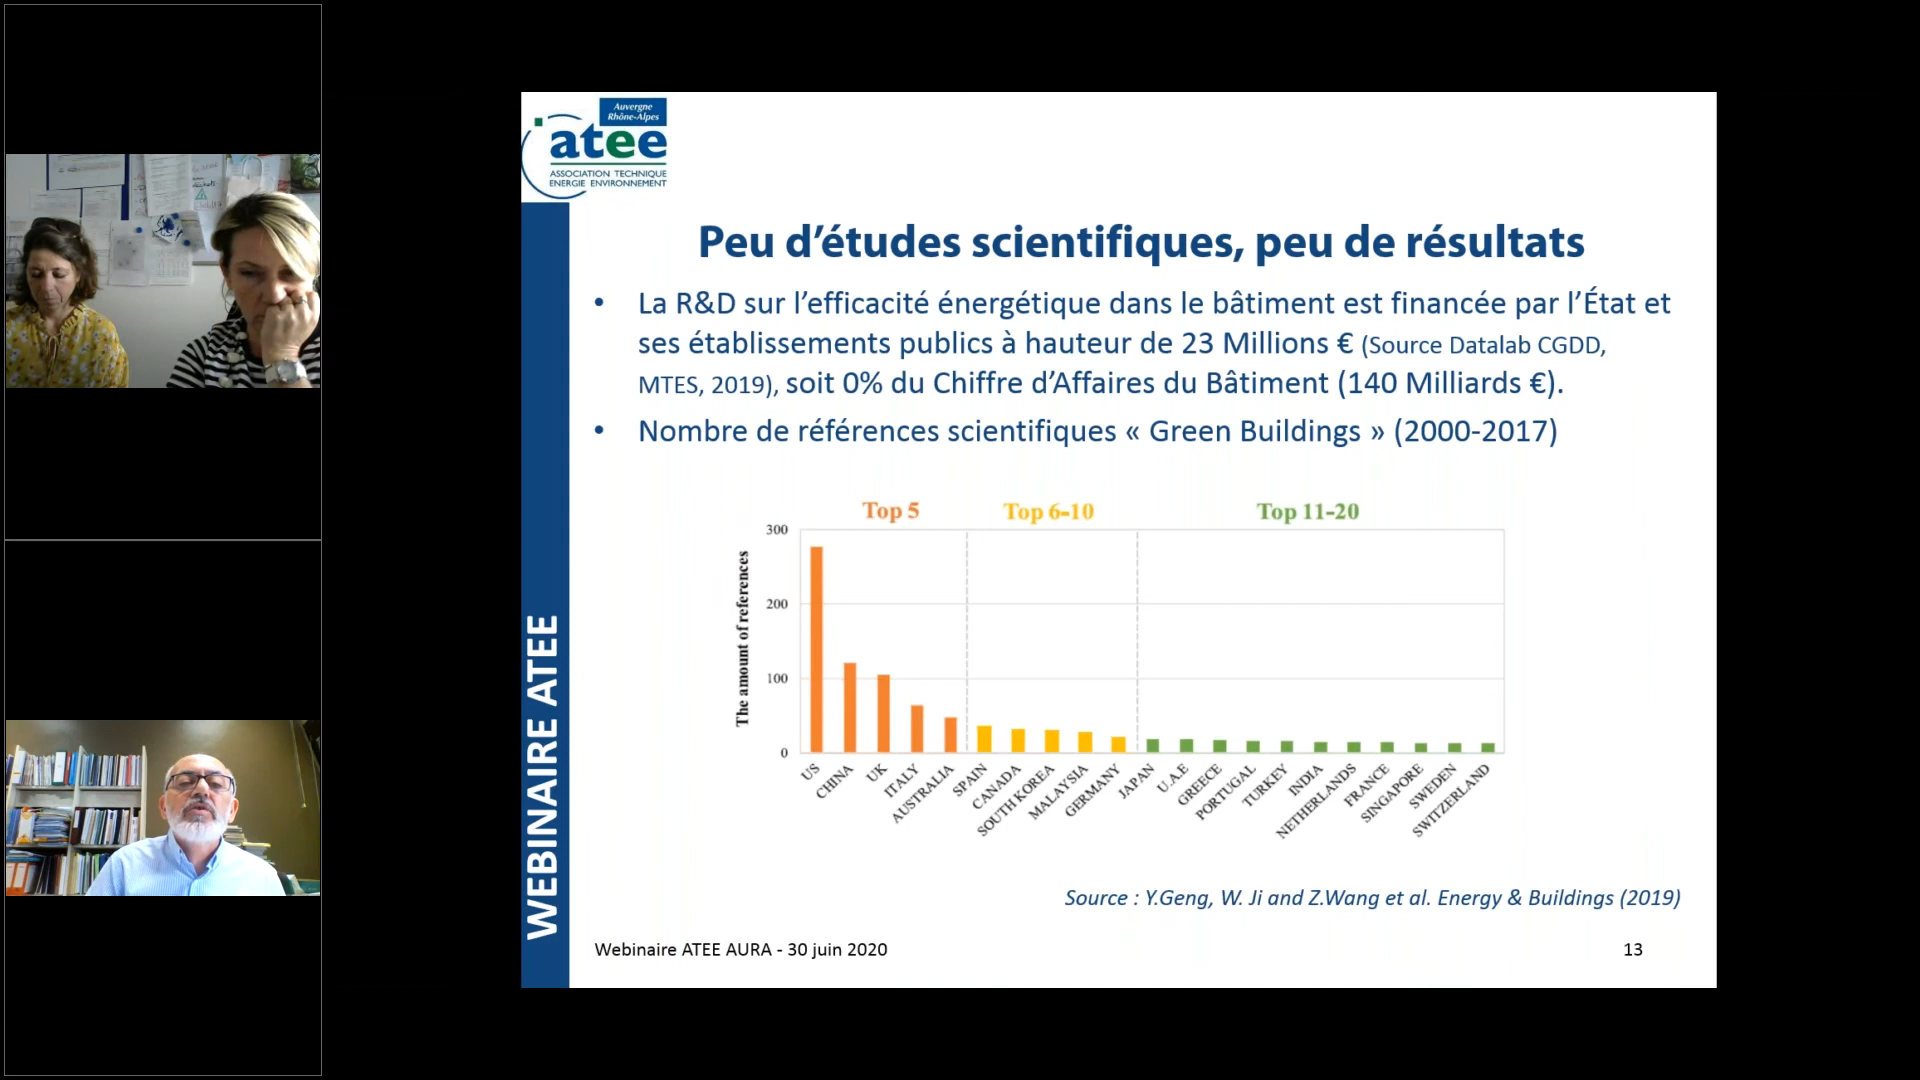 Auvergne
Rhône-Alpes
atee
ASSOCIATION TECHNIQUE
ENERGIE ENVIRONNEMENT
WEBINAIRE ATEE
Peu d’études scientifiques, peu de résultats
• La R&D sur l’efficacité énergétique dans le bâtiment est financée par l’État et
ses établissements publics à hauteur de 23 Millions € (Source Datalab CGDD,
MTES, 2019), soit 0% du Chiffre d’Affaires du Bâtiment (140 Milliards €).
• Nombre de références scientifiques « Green Buildings » (2000-2017)
Top 5
Top 6-10
Top 11-20
The amount of references
300
200
100
0
US
CHINA
UK
ITALY
AUSTRALIA
SPAIN
CANADA
SOUTH KOREA
MALAYSIA
GERMANY
JAPAN
U.A.E
GREECE
PORTUGAL
TURKEY
INDIA
NETHERLANDS
FRANCE
SINGAPORE
SWEDEN
SWITZERLAND
Source : Y.Geng, W. Ji and Z.Wang et al. Energy & Buildings (2019)
Webinaire ATEE AURA - 30 juin 2020
13